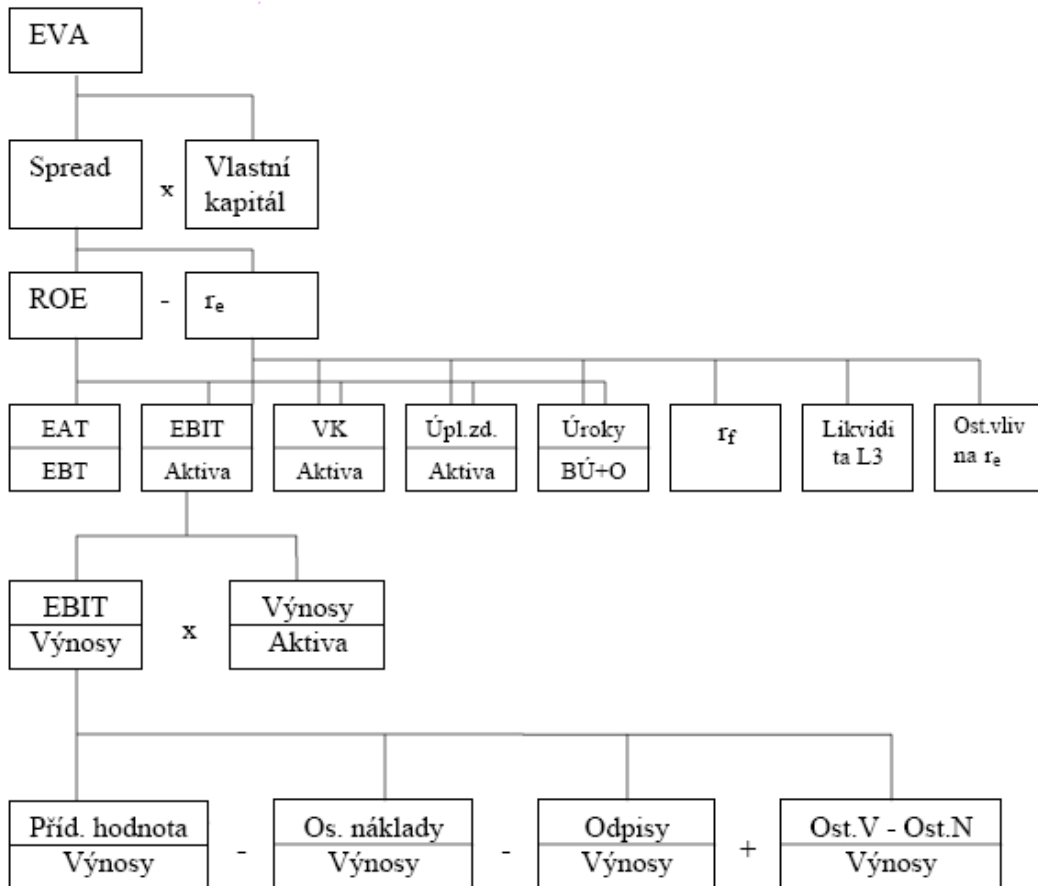 EVA
Spread
x
Vlastní
kapitál
ROE
-
rₑ
EAT
EBT
EBIT
Aktiva
VK
Aktiva
Úpl.zd.
Aktiva
Úroky
BÚ+O
r_f
Likvidi
ta L3
Ost.vliv
na rₑ
EBIT
Výnosy
x
Výnosy
Aktiva
Příd. hodnota
Výnosy
-
Os. náklady
Výnosy
-
Odpisy
Výnosy
+
Ost.V - Ost.N
Výnosy